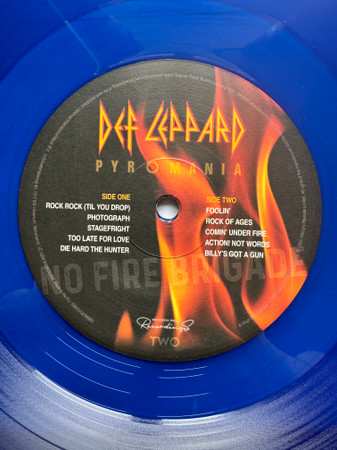 DEF LEPPARD
PYROMANIA
SIDE ONE
ROCK ROCK (TIL YOU DROP)
PHOTOGRAPH
STAGEFRIGHT
TOO LATE FOR LOVE
DIE HARD THE HUNTER
SIDE TWO
FOOLIN'
ROCK OF AGES
COMIN' UNDER FIRE
ACTION! NOT WORDS
BILLY'S GOT A GUN
NO FIRE BRIGADE
Recordings
TWO